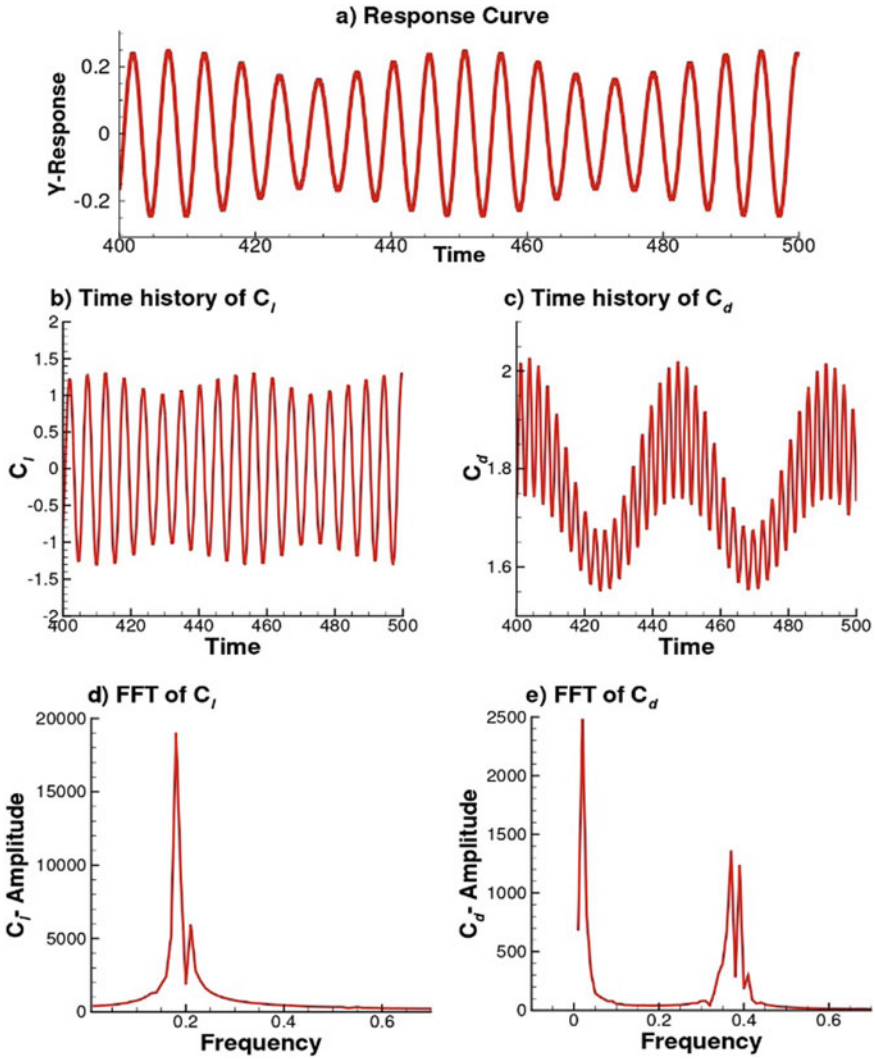 a) Response Curve
Y-Response
0.2
0
-0.2
400 420 440 460 480 500
Time
b) Time history of Cl
Cl
2
1.5
1
0.5
0
-0.5
-1
-1.5
-2
400 420 440 460 480 500
Time
c) Time history of Cd
Cd
2
1.8
1.6
400 420 440 460 480 500
Time
d) FFT of Cl
Cl- Amplitude
20000
15000
10000
5000
0
0.2 0.4 0.6
Frequency
e) FFT of Cd
Cd- Amplitude
2500
2000
1500
1000
500
0
0 0.2 0.4 0.6
Frequency